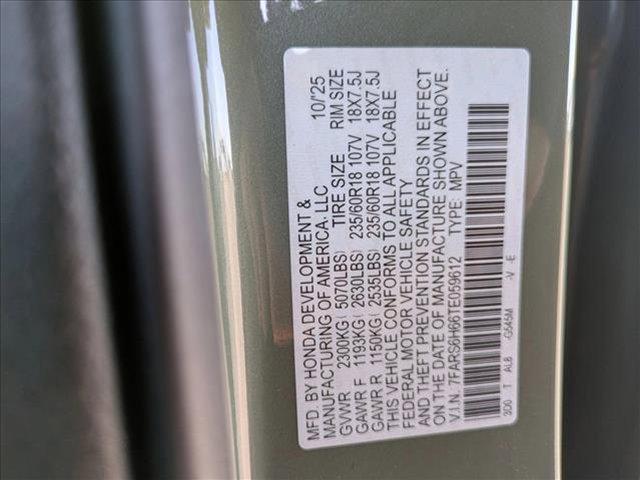 MFD. BY HONDA DEVELOPMENT &
MANUFACTURING OF AMERICA, LLC 10/'25
GVWR 2300KG( 5070LBS) TIRE SIZE RIM SIZE
GAWR F 1193KG( 2630LBS) 235/60R18 107V 18X7.5J
GAWR R 1150KG( 2535LBS) 235/60R18 107V 18X7.5J
THIS VEHICLE CONFORMS TO ALL APPLICABLE
FEDERAL MOTOR VEHICLE SAFETY
AND THEFT PREVENTION STANDARDS IN EFFECT
ON THE DATE OF MANUFACTURE SHOWN ABOVE.
V.I.N. 7FARS6H66TE059612 TYPE: MPV
3D0 T AL8 -G545M -V -E